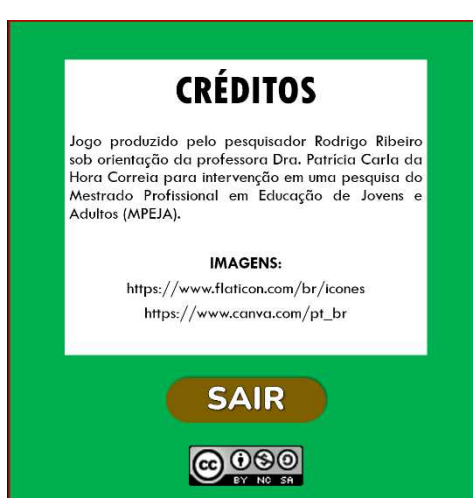 CRÉDITOS
Jogo produzido pelo pesquisador Rodrigo Ribeiro
sob orientação da professora Dra. Patrícia Carla da
Hora Correia para intervenção em uma pesquisa do
Mestrado Profissional em Educação de Jovens e
Adultos (MPEJA).
IMAGENS:
https://www.flaticon.com/br/icones
https://www.canva.com/pt_br
SAIR
cc
BY NC SA